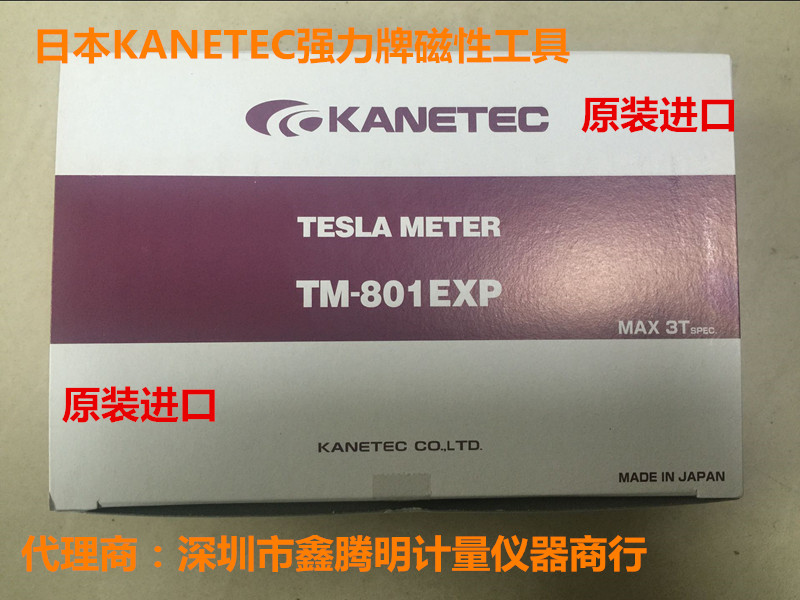 日本KANETEC强力牌磁性工具
KANETEC
原装进口
TESLA METER
TM-801EXP
MAX 3T SPEC.
原装进口
KANETEC CO.,LTD.
MADE IN JAPAN
代理商：深圳市鑫腾明计量仪器商行